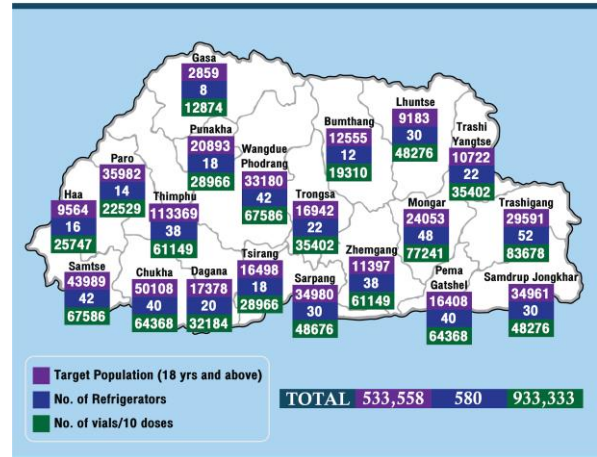 Gasa
2859
8
12874
Punakha
20893
18
28966
Wangdue
Phodrang
33180
42
67586
Bumthang
12555
12
19310
Lhuntse
9183
30
48276
Trashi
Yangtse
10722
22
35402
Paro
35982
14
22529
Haa
9564
16
25747
Thimphu
113369
38
61149
Trongsa
16942
22
35402
Mongar
24053
48
77241
Trashigang
29591
52
83678
Samtse
43989
42
67586
Chukha
50108
40
64368
Dagana
17378
20
32184
Tsirang
16498
18
28966
Sarpang
34980
30
48676
Zhemgang
11397
38
61149
Pema
Gatshel
16408
40
64368
Samdrup Jongkhar
34961
30
48276
Target Population (18 yrs and above)
No. of Refrigerators
No. of vials/10 doses
TOTAL 533,558 580 933,333